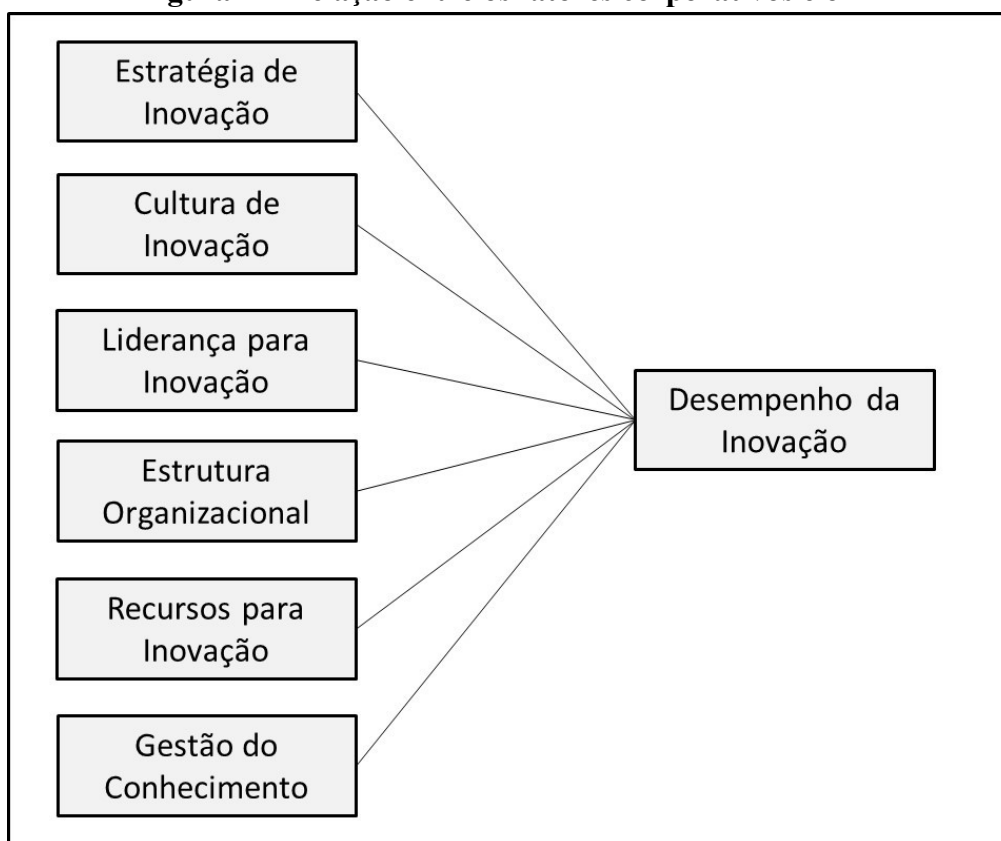 Estratégia de
Inovação
Cultura de
Inovação
Liderança para
Inovação
Estrutura
Organizacional
Recursos para
Inovação
Gestão do
Conhecimento
Desempenho da
Inovação